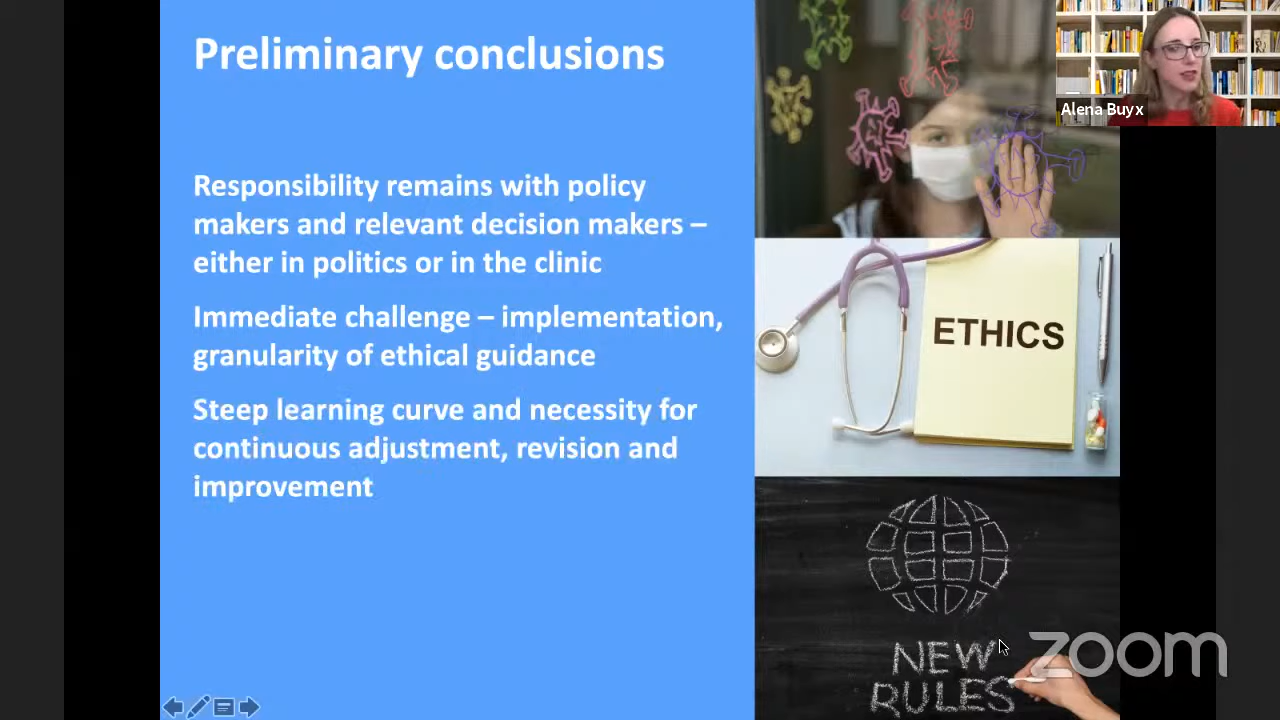 Preliminary conclusions
Responsibility remains with policy
makers and relevant decision makers –
either in politics or in the clinic
Immediate challenge – implementation,
granularity of ethical guidance
Steep learning curve and necessity for
continuous adjustment, revision and
improvement
Alena Buyx
ETHICS
NEW
RULES
zoom